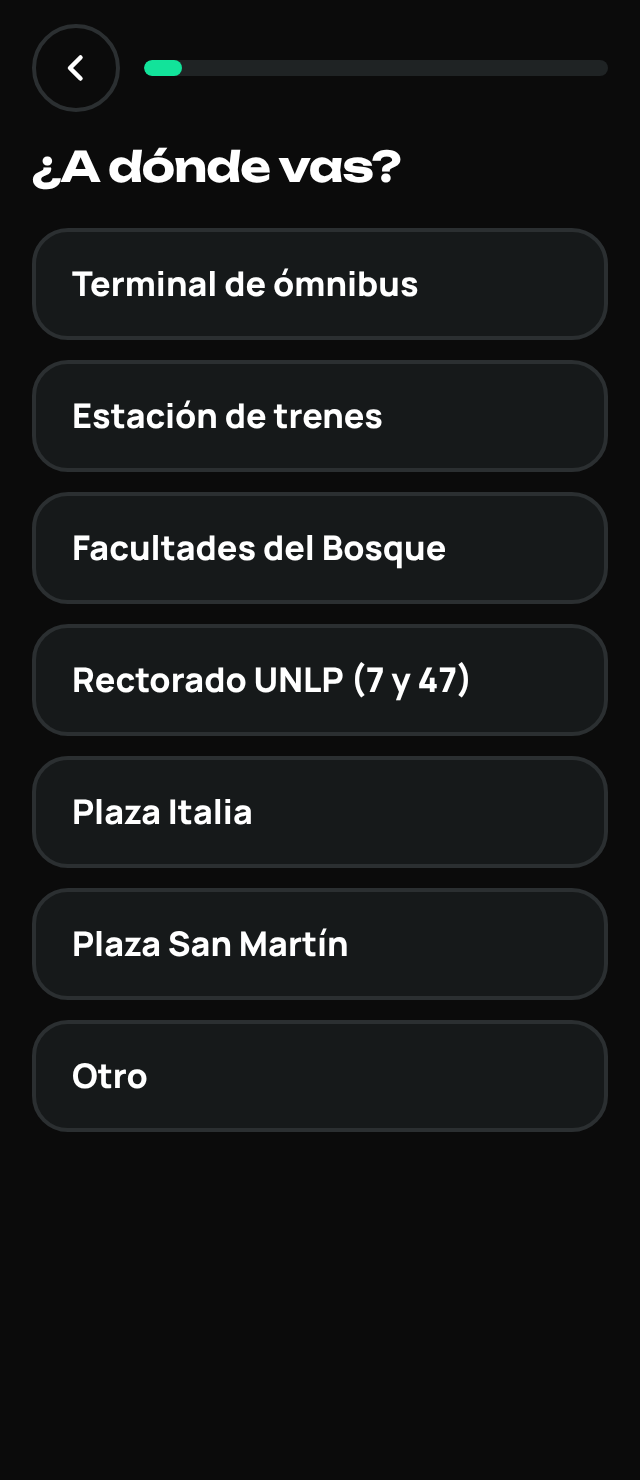 ¿A dónde vas?
Terminal de ómnibus
Estación de trenes
Facultades del Bosque
Rectorado UNLP (7 y 47)
Plaza Italia
Plaza San Martín
Otro